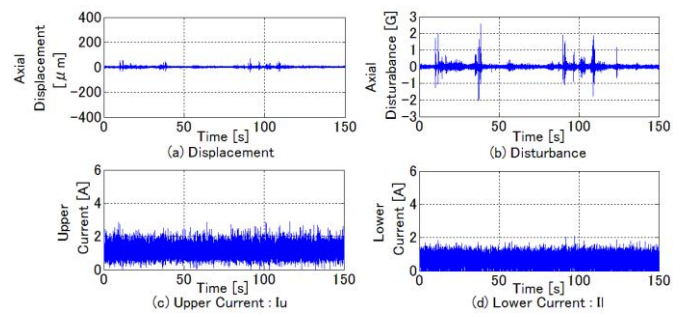 400
200
0
-200
-400
Axial
Displacement
[μm]
0 50 100 150
Time [s]
(a) Displacement
3
2
1
0
-1
-2
-3
Axial
Disturabance [G]
0 50 100 150
Time [s]
(b) Disturbance
6
4
2
0
Upper
Current [A]
0 50 100 150
Time [s]
(c) Upper Current : Iu
6
4
2
0
Lower
Current [A]
0 50 100 150
Time [s]
(d) Lower Current : Il